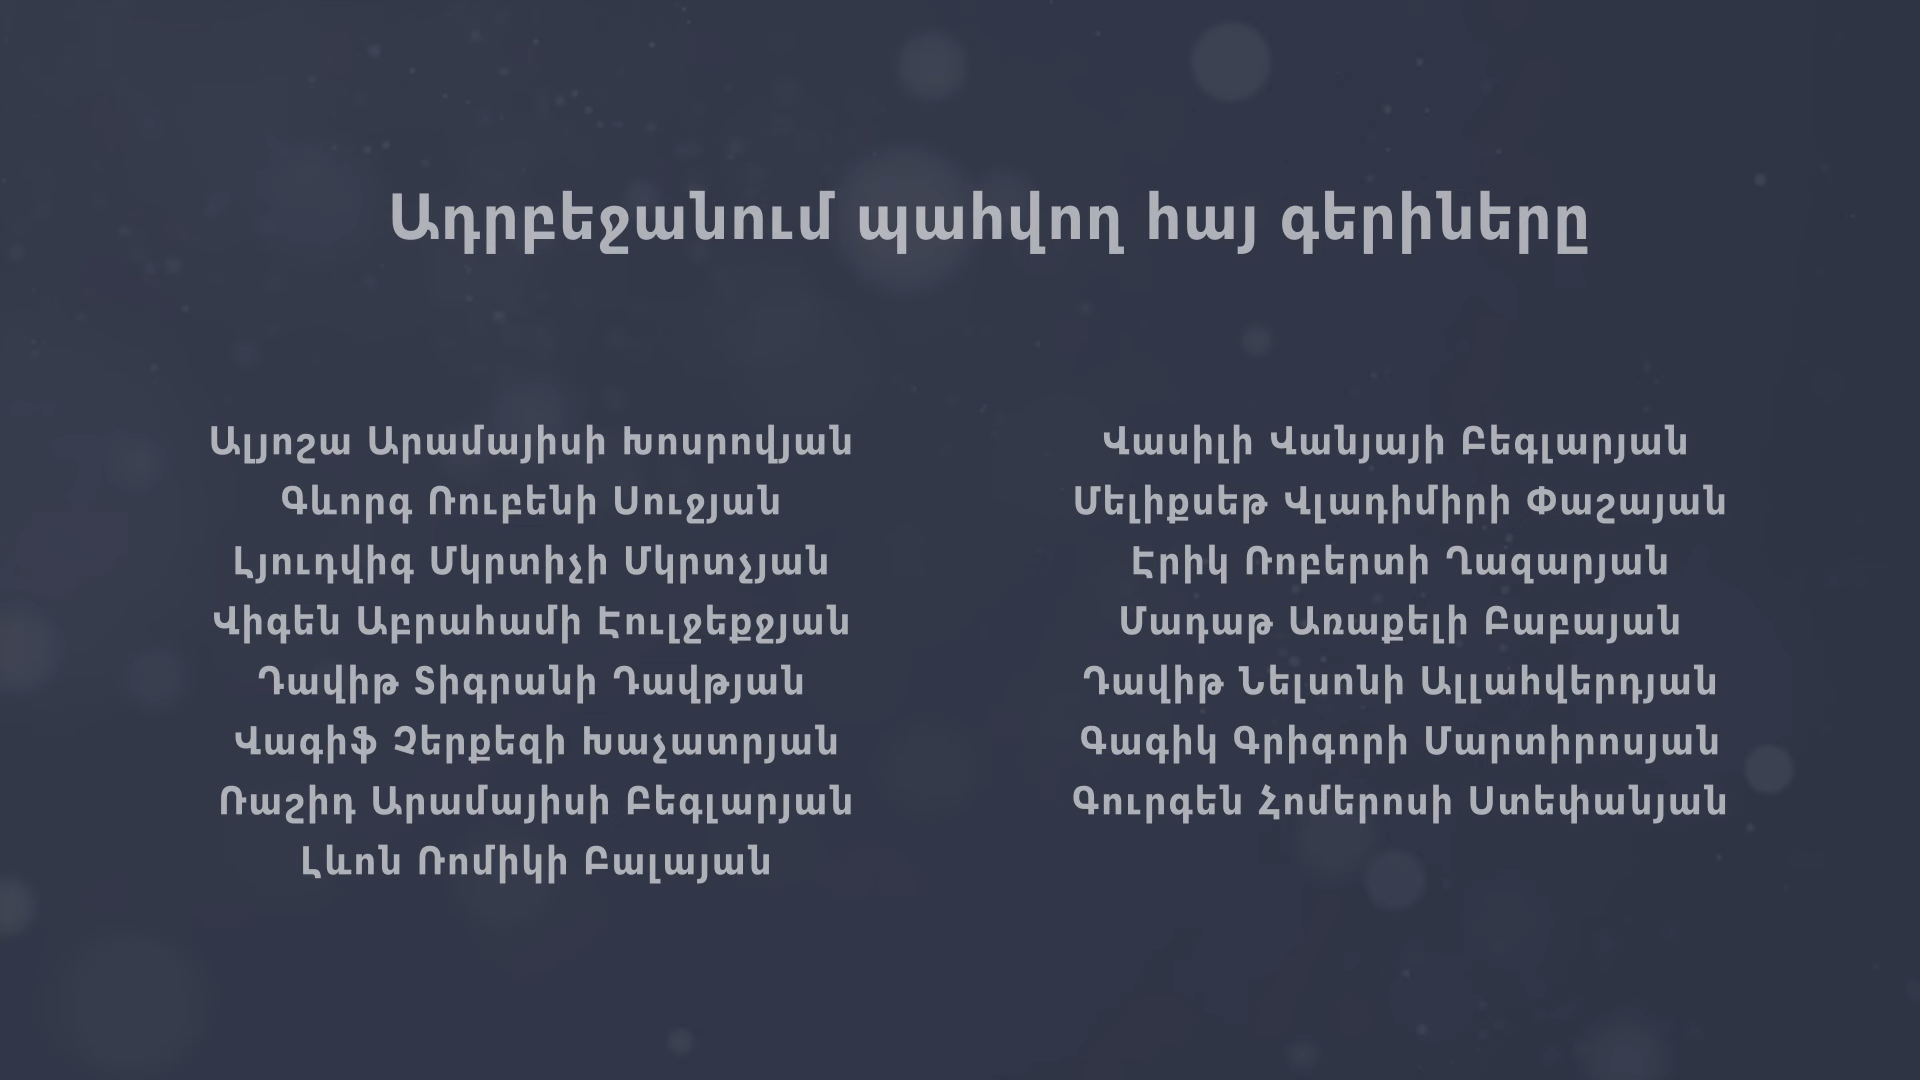 Ադրբեջանում պահվող հայ գերիները
Ալյոշա Արամայիսի Խոսրովյան
Գևորգ Ռուբենի Սուջյան
Լյուդվիգ Մկրտիչի Մկրտչյան
Վիգեն Աբրահամի Էուլջեքջյան
Դավիթ Տիգրանի Դավթյան
Վագիֆ Չերքեզի Խաչատրյան
Ռաշիդ Արամայիսի Բեգլարյան
Լևոն Ռոմիկի Բալայան
Վասիլի Վանյայի Բեգլարյան
Մելիքսեթ Վլադիմիրի Փաշայան
Էրիկ Ռոբերտի Ղազարյան
Մադաթ Առաքելի Բաբայան
Դավիթ Նելսոնի Ալլահվերդյան
Գագիկ Գրիգորի Մարտիրոսյան
Գուրգեն Հոմերոսի Ստեփանյան